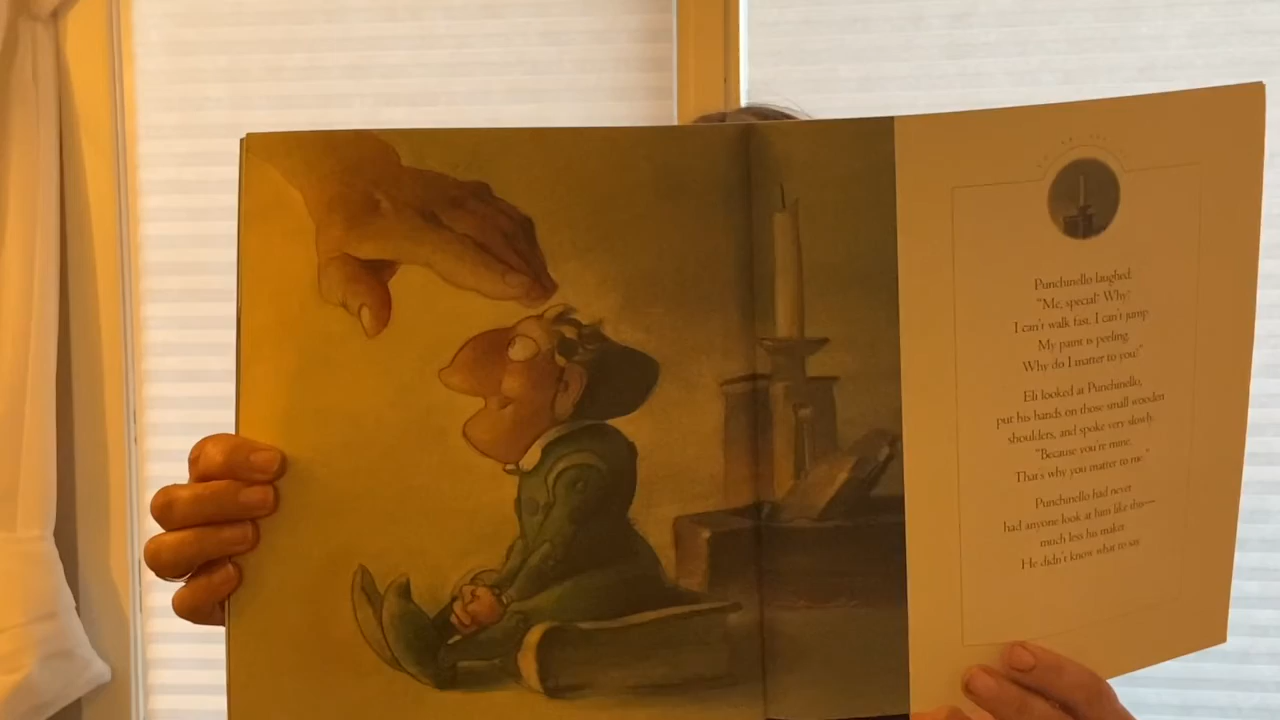 Punchinello laughed.
"Me, special? Why?
I can't walk fast. I can't jump.
My paint is peeling.
Why do I matter to you?"
Eli looked at Punchinello,
put his hands on those small wooden
shoulders, and spoke very slowly.
"Because you're mine.
That's why you matter to me."
Punchinello had never
had anyone look at him like this—
much less his maker.
He didn't know what to say.